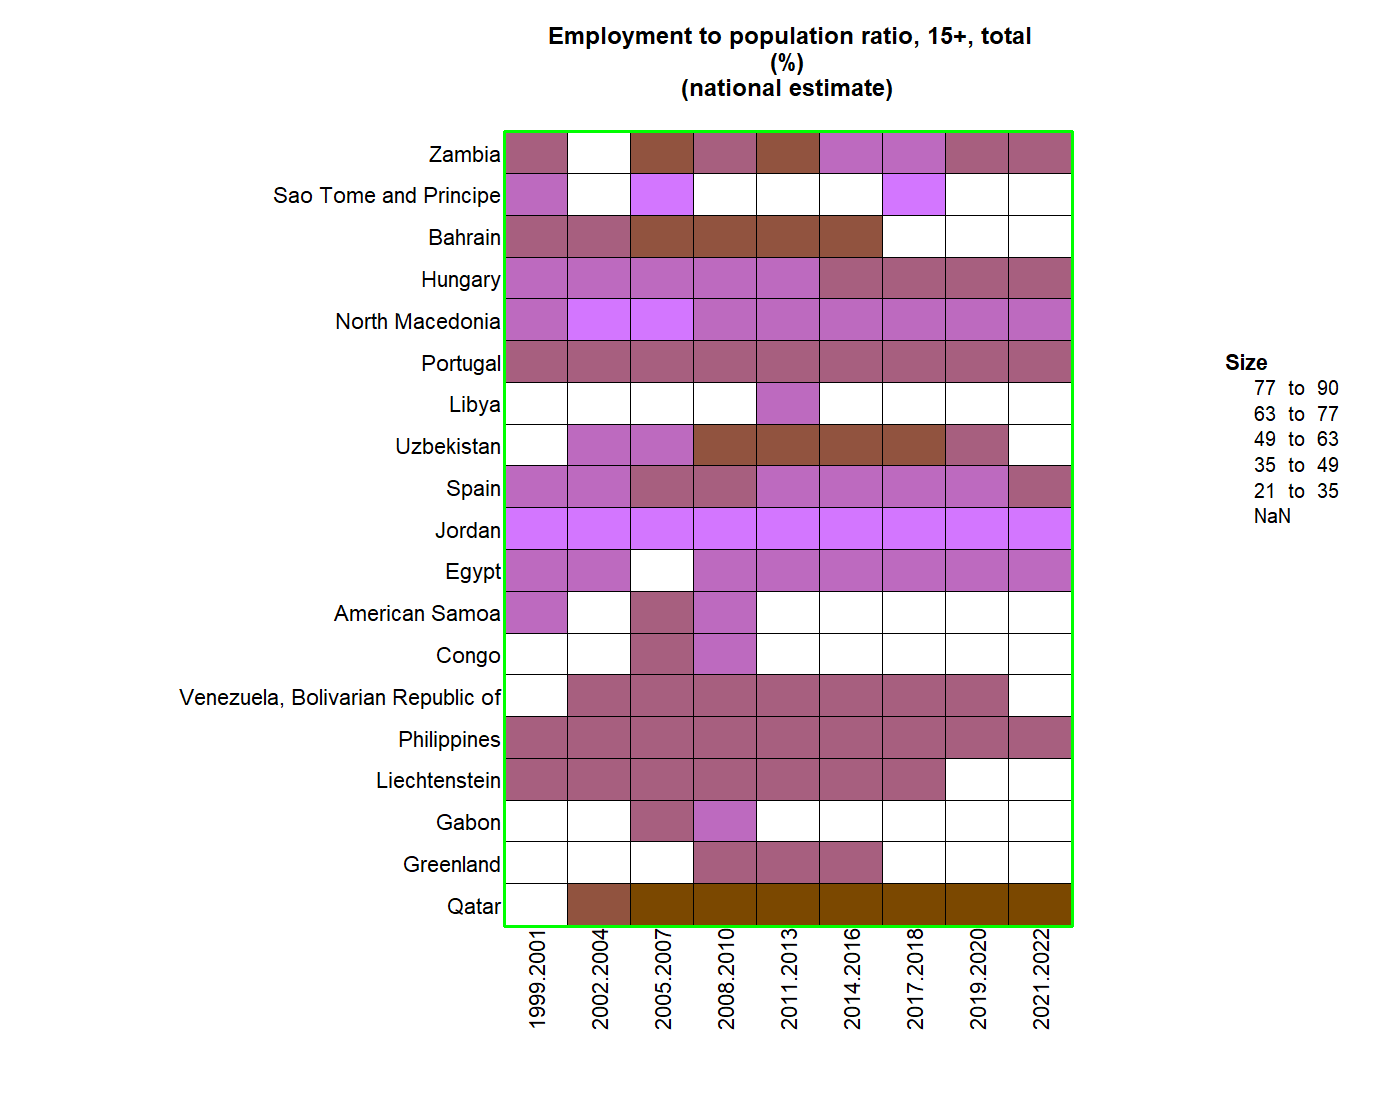 Employment to population ratio, 15+, total
(%)
(national estimate)
Zambia
Sao Tome and Principe
Bahrain
Hungary
North Macedonia
Portugal
Libya
Uzbekistan
Spain
Jordan
Egypt
American Samoa
Congo
Venezuela, Bolivarian Republic of
Philippines
Liechtenstein
Gabon
Greenland
Qatar
1999.2001
2002.2004
2005.2007
2008.2010
2011.2013
2014.2016
2017.2018
2019.2020
2021.2022
Size
77 to 90
63 to 77
49 to 63
35 to 49
21 to 35
NaN